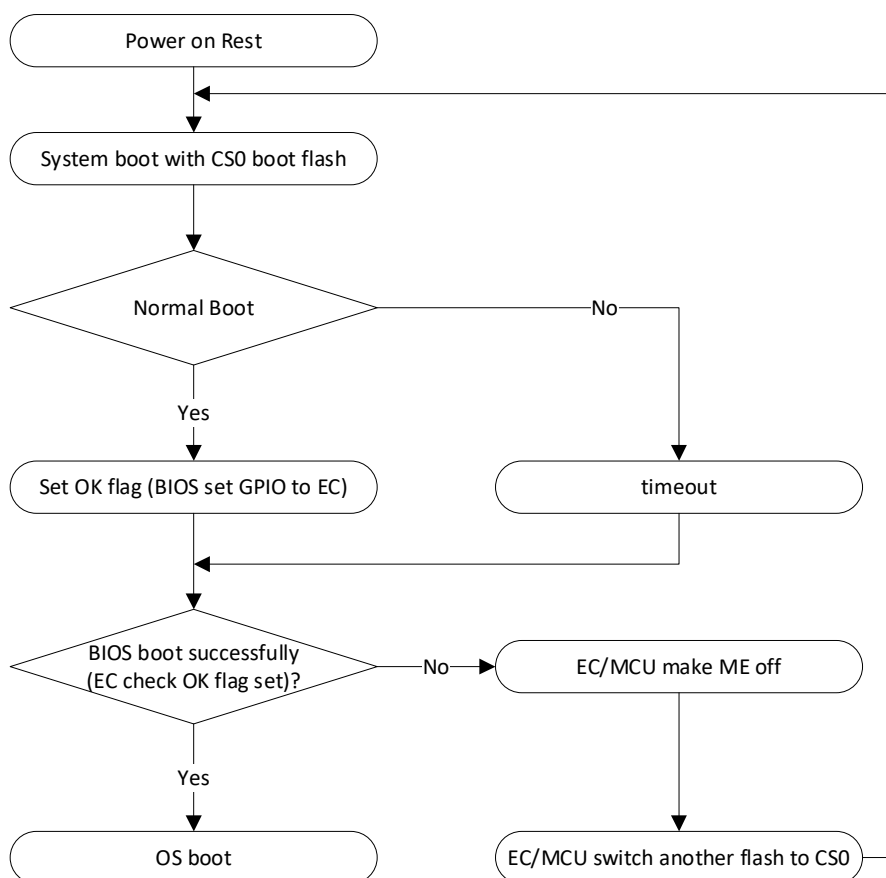 Power on Rest
System boot with CS0 boot flash
Normal Boot
No
Yes
Set OK flag (BIOS set GPIO to EC)
timeout
BIOS boot successfully
(EC check OK flag set)?
No
EC/MCU make ME off
Yes
OS boot
EC/MCU switch another flash to CS0